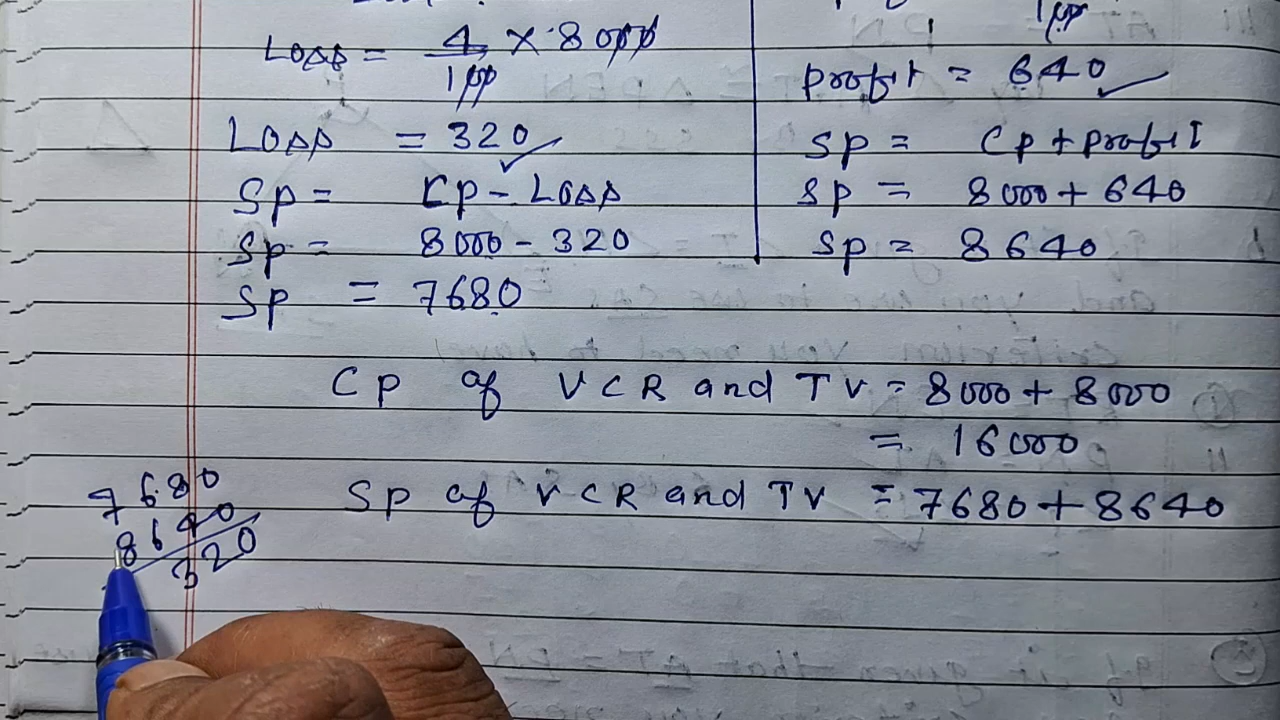 Loss = 4/100 × 8000
Loss = 320
SP = CP - Loss
SP = 8000 - 320
SP = 7680
100
profit = 640
SP = CP + profit
SP = 8000 + 640
SP = 8640
CP of VCR and TV = 8000 + 8000
= 16000
SP of VCR and TV = 7680 + 8640
7680
8640
320